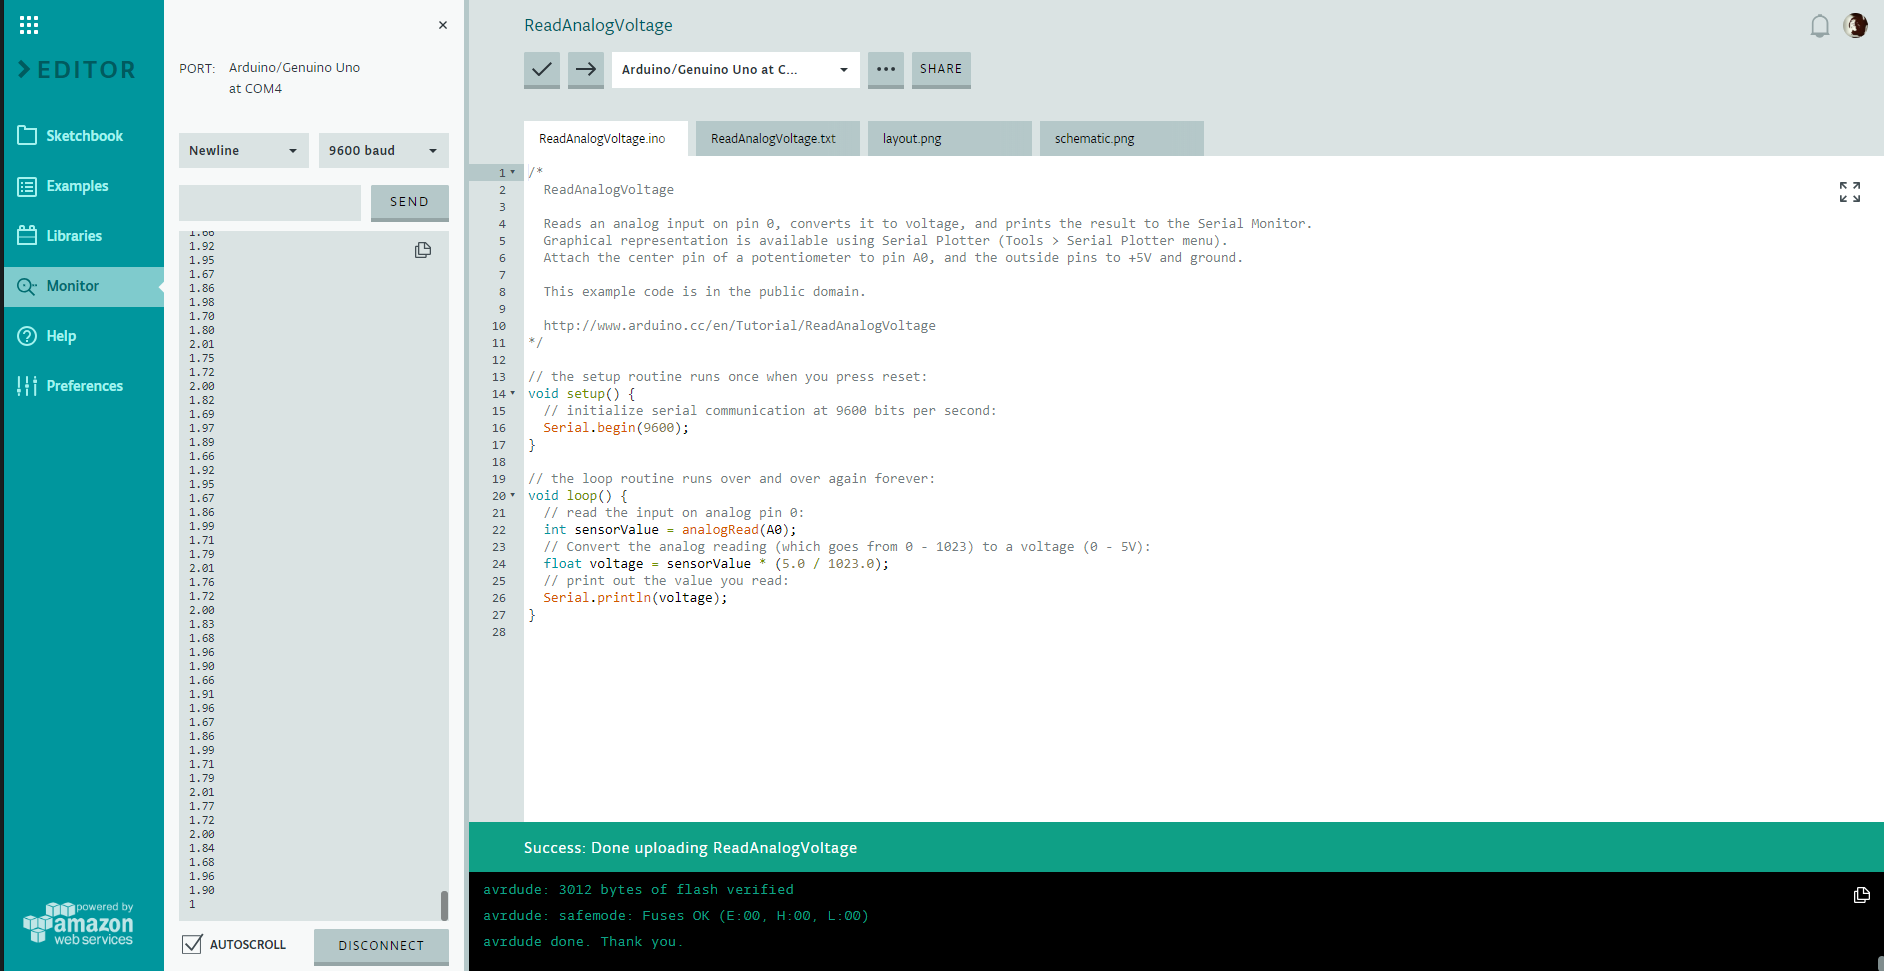 EDITOR
Sketchbook
Examples
Libraries
Monitor
Help
Preferences
powered by
amazon
web services
PORT: Arduino/Genuino Uno
at COM4
Newline 9600 baud
SEND
1.66
1.92
1.95
1.67
1.86
1.98
1.70
1.80
2.01
1.75
1.72
2.00
1.82
1.69
1.97
1.89
1.66
1.92
1.95
1.67
1.86
1.99
1.71
1.79
2.01
1.76
1.72
2.00
1.83
1.68
1.96
1.90
1.66
1.91
1.96
1.67
1.86
1.99
1.71
1.79
2.01
1.77
1.72
2.00
1.84
1.68
1.96
1.90
1
AUTOSCROLL DISCONNECT
ReadAnalogVoltage
Arduino/Genuino Uno at C... ••• SHARE
ReadAnalogVoltage.ino ReadAnalogVoltage.txt layout.png schematic.png
1 /*
2 ReadAnalogVoltage
3
4 Reads an analog input on pin 0, converts it to voltage, and prints the result to the Serial Monitor.
5 Graphical representation is available using Serial Plotter (Tools > Serial Plotter menu).
6 Attach the center pin of a potentiometer to pin A0, and the outside pins to +5V and ground.
7
8 This example code is in the public domain.
9
10 http://www.arduino.cc/en/Tutorial/ReadAnalogVoltage
11 */
12
13 // the setup routine runs once when you press reset:
14 void setup() {
15 // initialize serial communication at 9600 bits per second:
16 Serial.begin(9600);
17 }
18
19 // the loop routine runs over and over again forever:
20 void loop() {
21 // read the input on analog pin 0:
22 int sensorValue = analogRead(A0);
23 // Convert the analog reading (which goes from 0 - 1023) to a voltage (0 - 5V):
24 float voltage = sensorValue * (5.0 / 1023.0);
25 // print out the value you read:
26 Serial.println(voltage);
27 }
28
Success: Done uploading ReadAnalogVoltage
avrdude: 3012 bytes of flash verified
avrdude: safemode: Fuses OK (E:00, H:00, L:00)
avrdude done. Thank you.